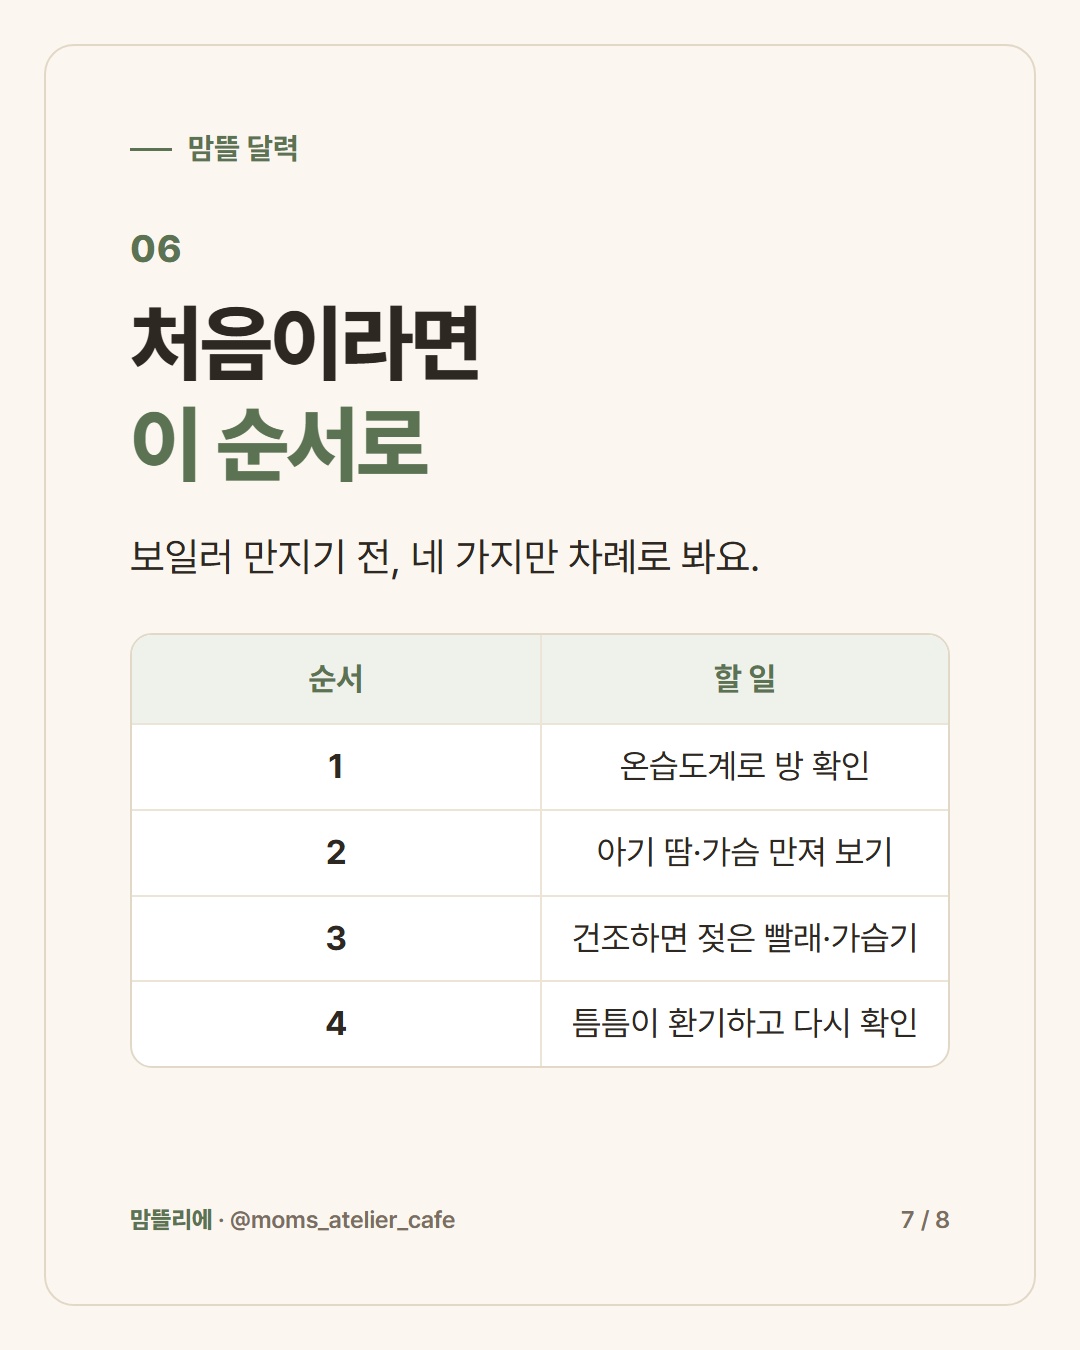 맘뜰 달력
06
처음이라면
이 순서로
보일러 만지기 전, 네 가지만 차례로 봐요.
순서 할 일
1 온습도계로 방 확인
2 아기 땀·가슴 만져 보기
3 건조하면 젖은 빨래·가습기
4 틈틈이 환기하고 다시 확인
맘뜰리에 · @moms_atelier_cafe 7 / 8